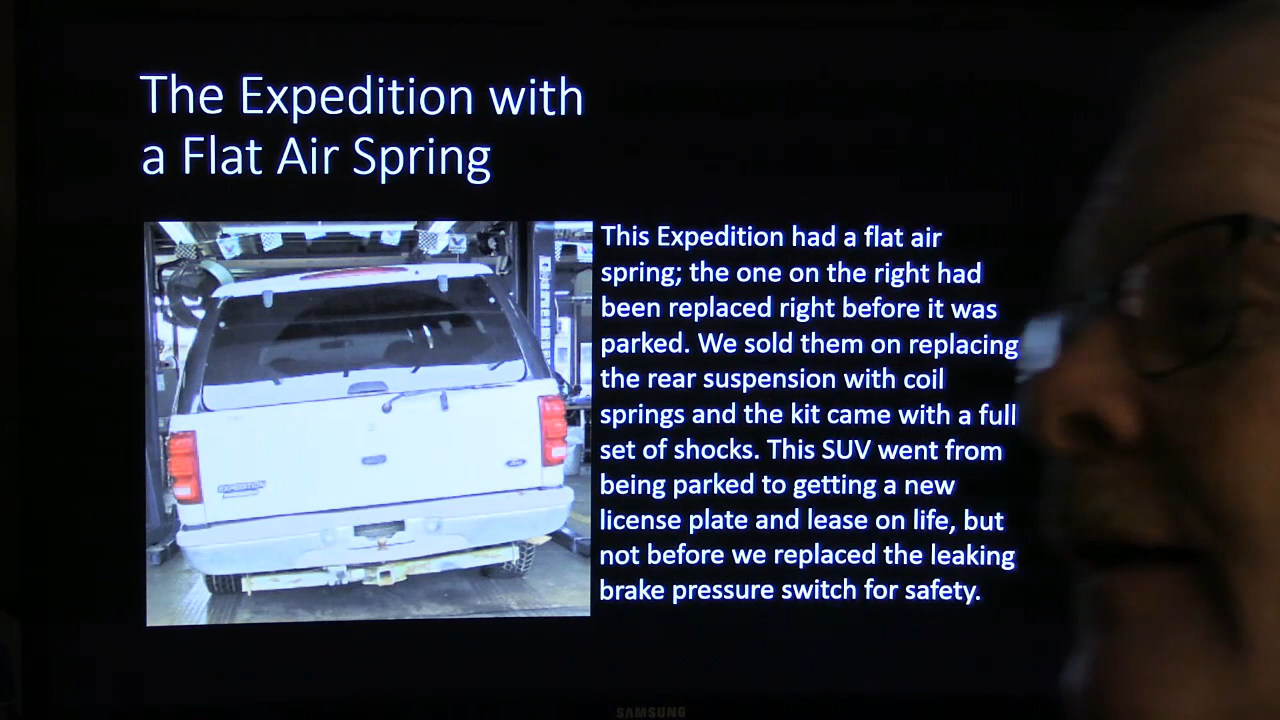 The Expedition with
a Flat Air Spring
This Expedition had a flat air
spring; the one on the right had
been replaced right before it was
parked. We sold them on replacing
the rear suspension with coil
springs and the kit came with a full
set of shocks. This SUV went from
being parked to getting a new
license plate and lease on life, but
not before we replaced the leaking
brake pressure switch for safety.
EXPEDITION
Ford
SAMSUNG